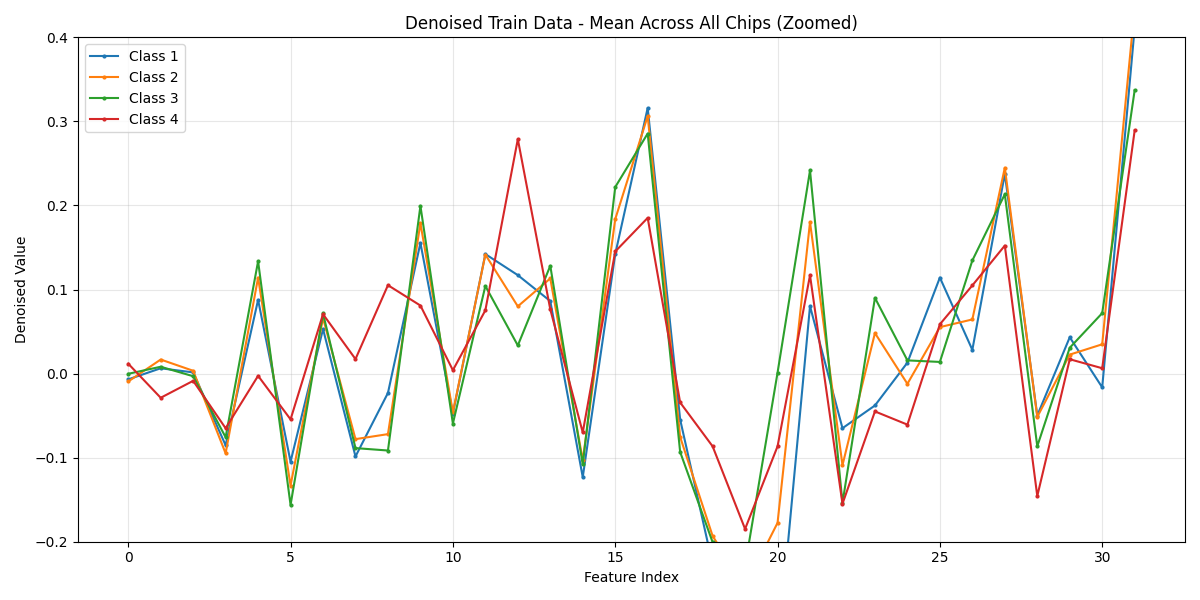 Denoised Train Data - Mean Across All Chips (Zoomed)
Class 1
Class 2
Class 3
Class 4
Denoised Value
0.4
0.3
0.2
0.1
0.0
−0.1
−0.2
0 5 10 15 20 25 30
Feature Index